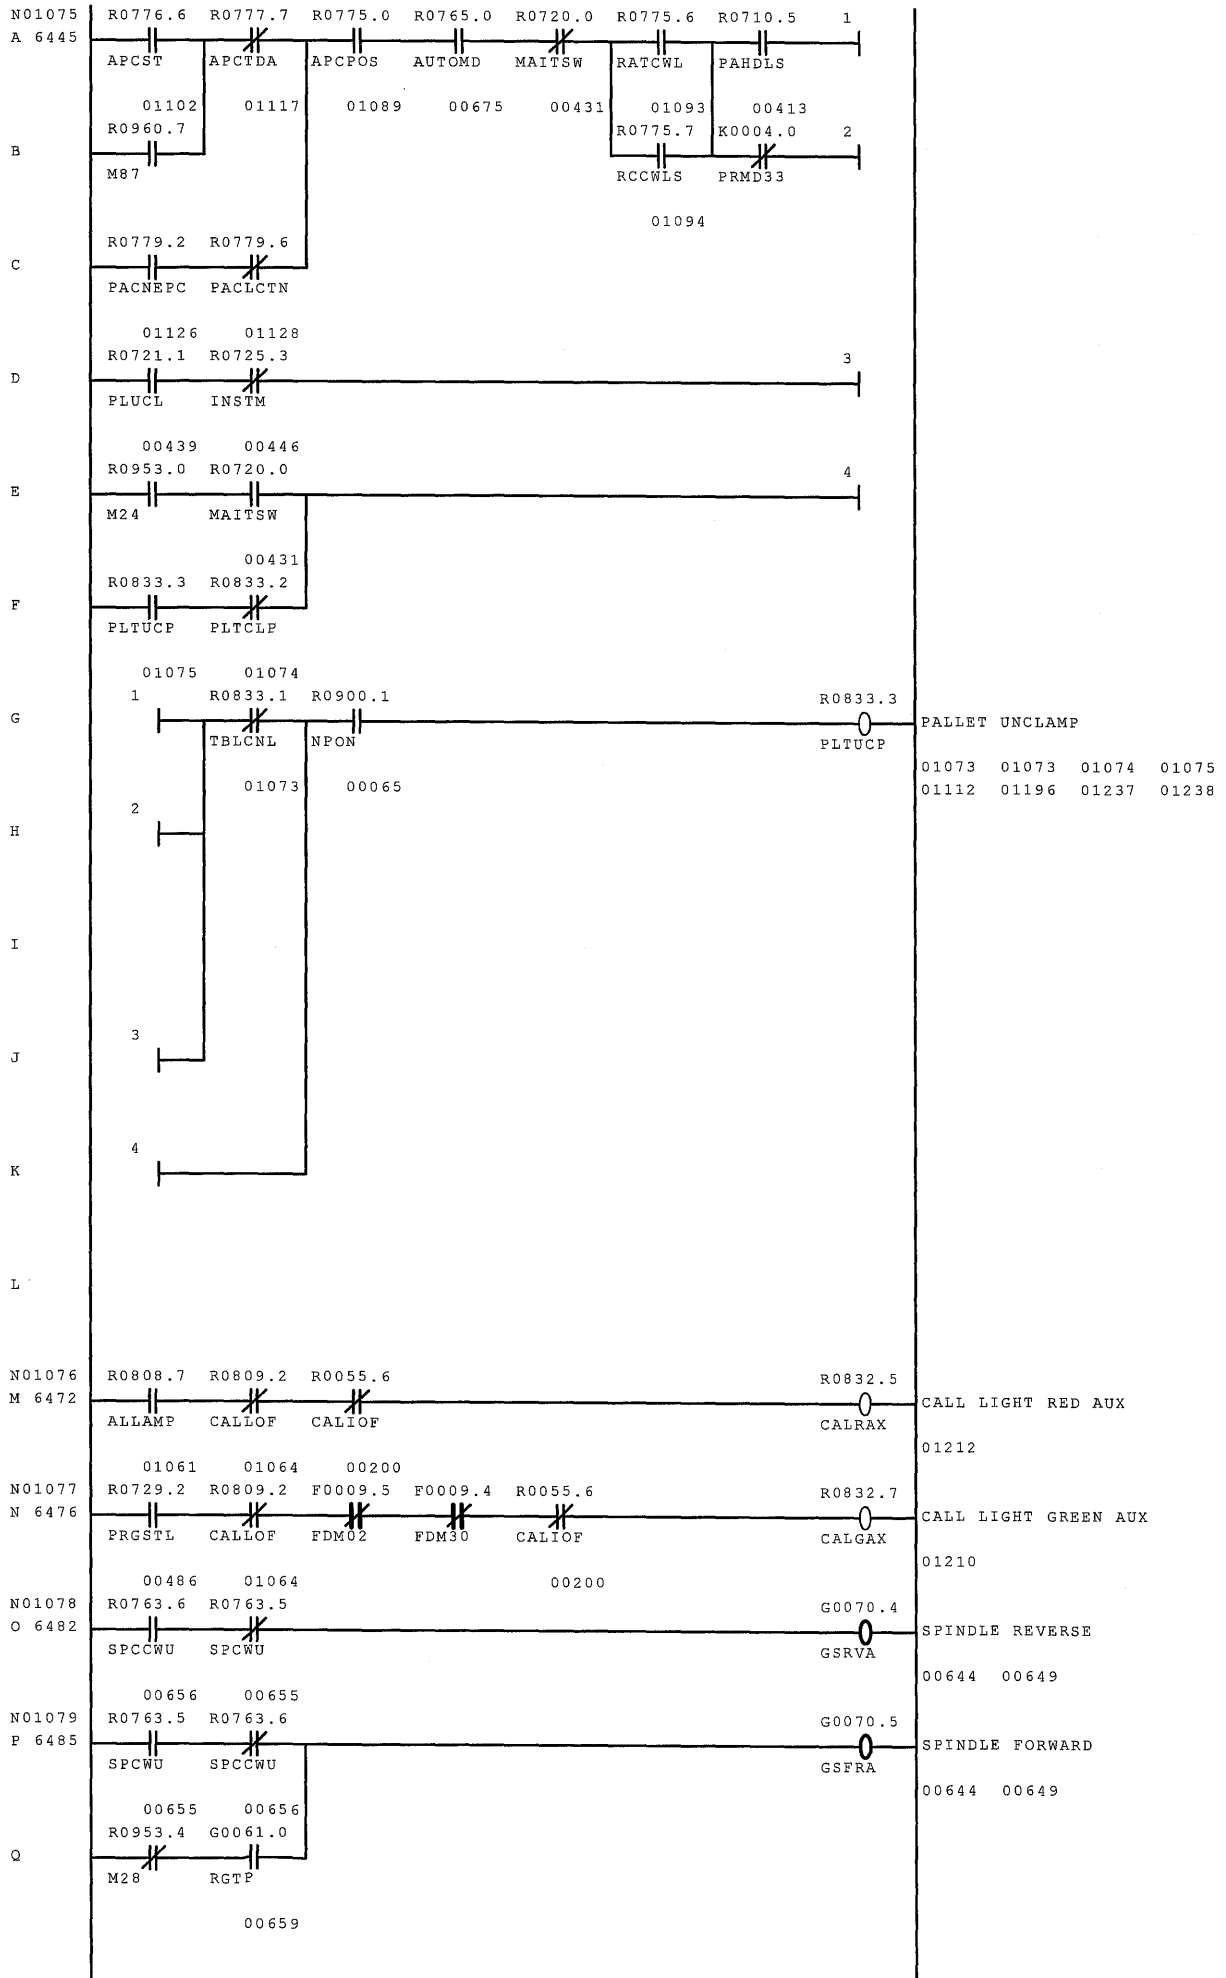 N01075 R0776.6 R0777.7 R0775.0 R0765.0 R0720.0 R0775.6 R0710.5 1
A 6445
APCST APCTDA APCPOS AUTOMD MAITSW RATCWL PAHDLS
01102 01117 01089 00675 00431 01093 00413
R0960.7 R0775.7 K0004.0 2
B
M87 RCCWLS PRMD33
01094
R0779.2 R0779.6
C
PACNEPC PACLCTN
01126 01128
R0721.1 R0725.3 3
D
PLUCL INSTM
00439 00446
R0953.0 R0720.0 4
E
M24 MAITSW
00431
R0833.3 R0833.2
F
PLTUCP PLTCLP
01075 01074
1 R0833.1 R0900.1 R0833.3
G PALLET UNCLAMP
TBLCNL NPON PLTUCP
01073 01073 01074 01075
01073 00065 01112 01196 01237 01238
2
H
I
3
J
4
K
L
N01076 R0808.7 R0809.2 R0055.6 R0832.5
M 6472 CALL LIGHT RED AUX
ALLAMP CALLOF CALIOF CALRAX
01212
01061 01064 00200
N01077 R0729.2 R0809.2 F0009.5 F0009.4 R0055.6 R0832.7
N 6476 CALL LIGHT GREEN AUX
PRGSTL CALLOF FDM02 FDM30 CALIOF CALGAX
01210
00486 01064 00200
N01078 R0763.6 R0763.5 G0070.4
O 6482 SPINDLE REVERSE
SPCCWU SPCWU GSRVA
00644 00649
00656 00655
N01079 R0763.5 R0763.6 G0070.5
P 6485 SPINDLE FORWARD
SPCWU SPCCWU GSFRA
00644 00649
00655 00656
R0953.4 G0061.0
Q
M28 RGTP
00659